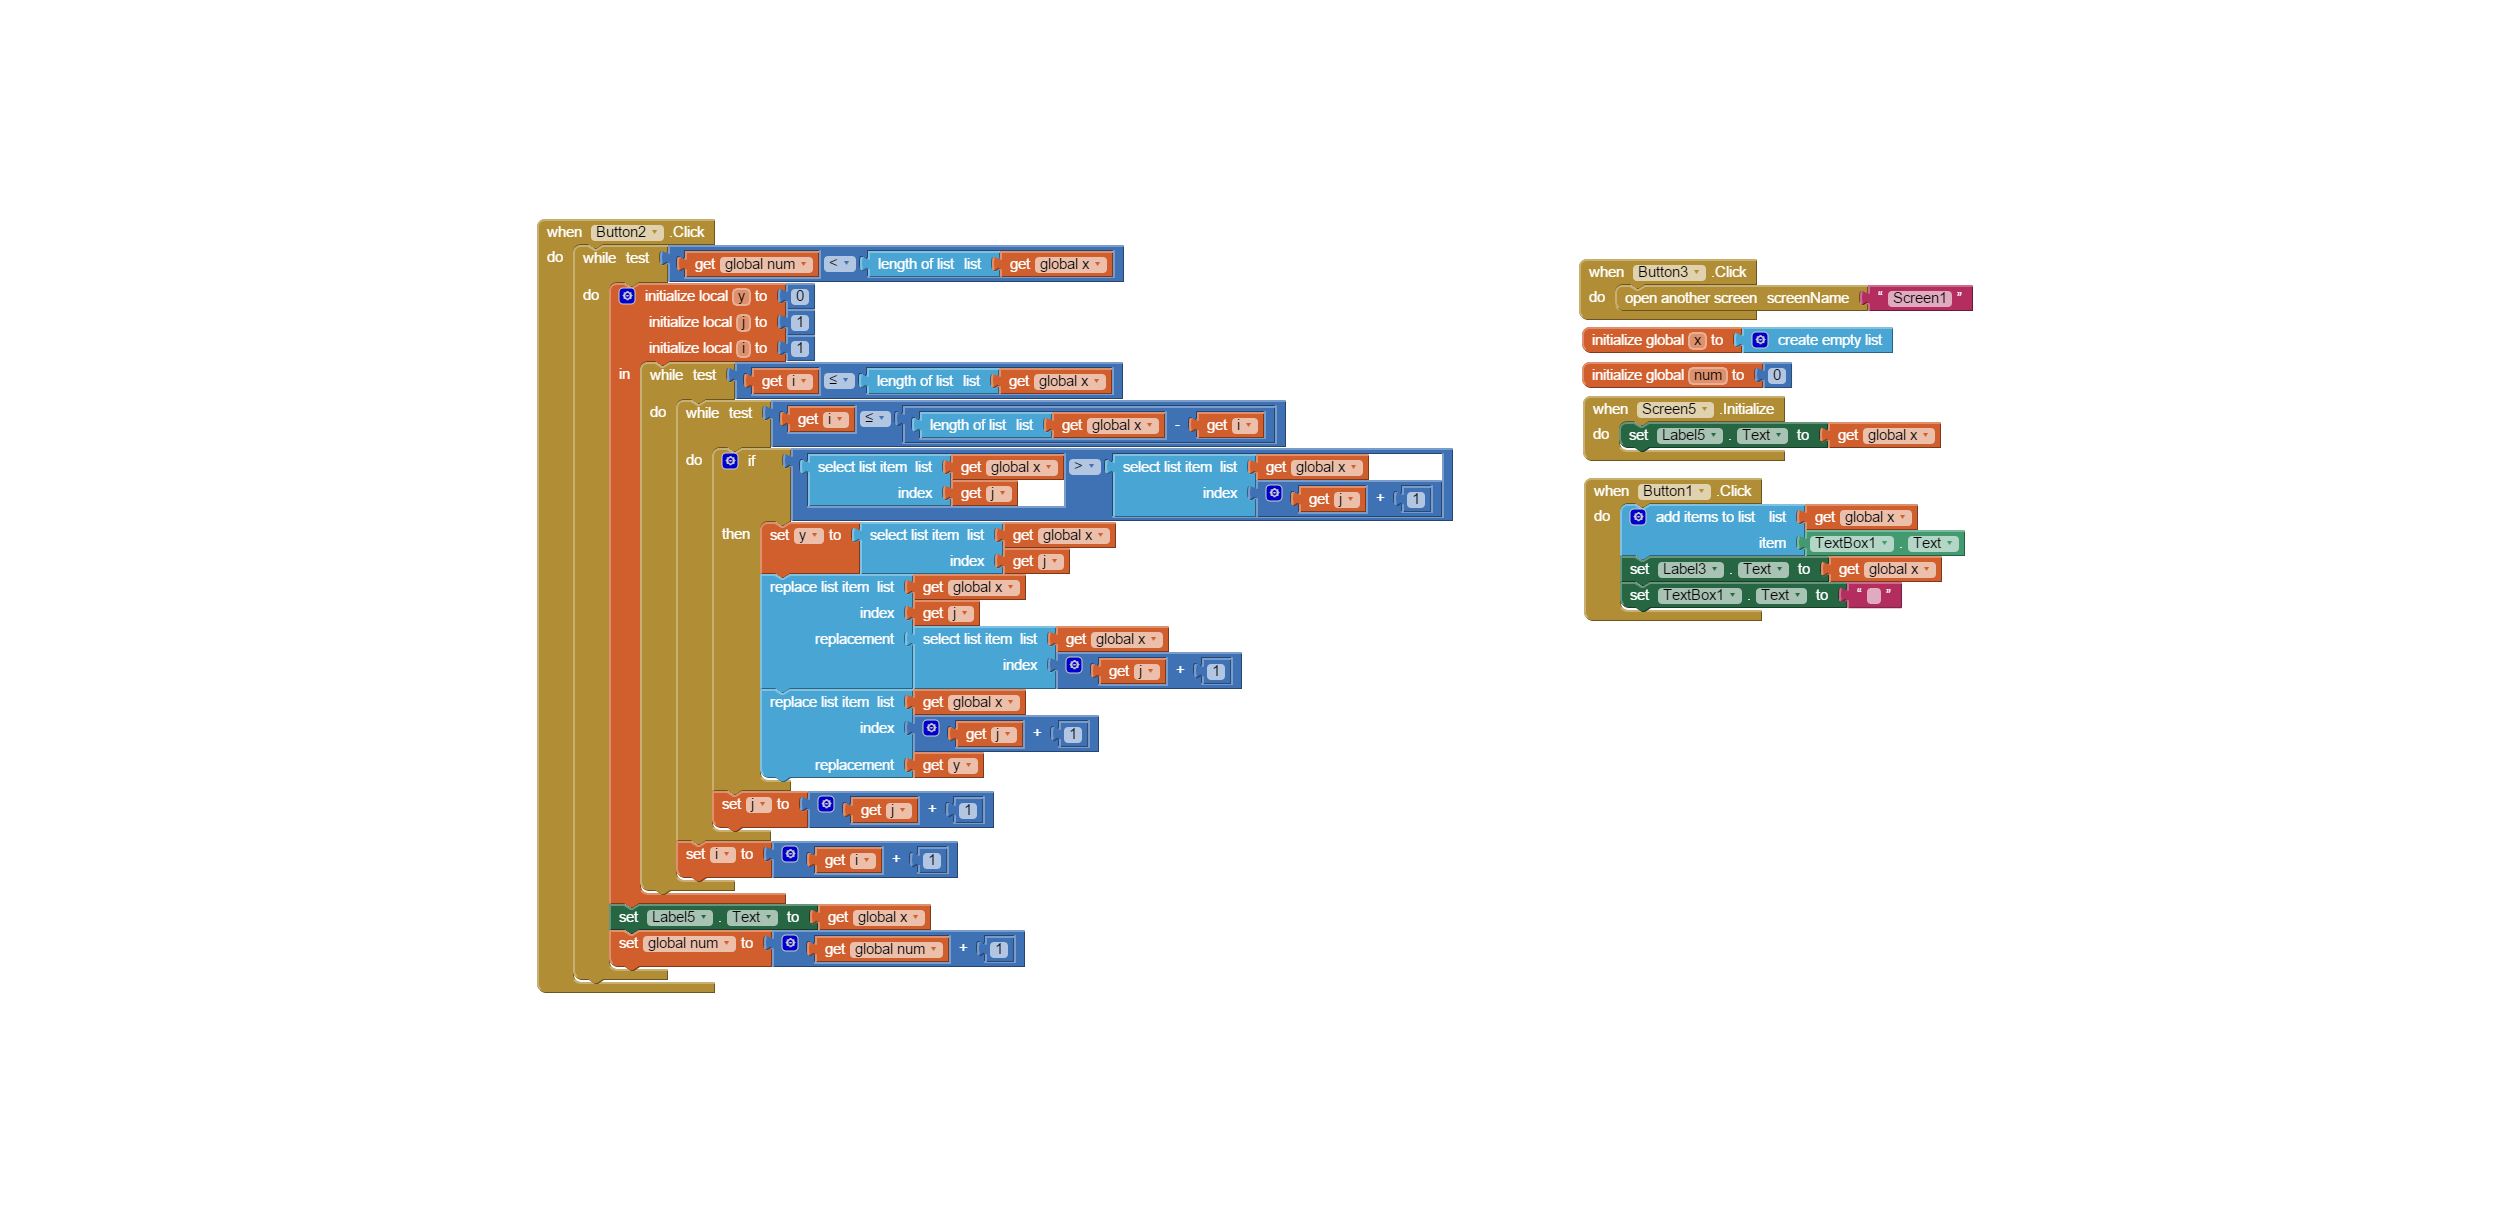 when Button2 .Click
do while test get global num < length of list list get global x
do initialize local y to 0
initialize local j to 1
initialize local i to 1
in while test get i ≤ length of list list get global x
do while test get i ≤ length of list list get global x - get i
do if select list item list get global x > select list item list get global x
index get j index get j + 1
then set y to select list item list get global x
index get j
replace list item list get global x
index get j
replacement select list item list get global x
index get j + 1
replace list item list get global x
index get j + 1
replacement get y
set j to get j + 1
set i to get i + 1
set Label5 . Text to get global x
set global num to get global num + 1
when Button3 .Click
do open another screen screenName " Screen1 "
initialize global x to create empty list
initialize global num to 0
when Screen5 .Initialize
do set Label5 . Text to get global x
when Button1 .Click
do add items to list list get global x
item TextBox1 . Text
set Label3 . Text to get global x
set TextBox1 . Text to " "